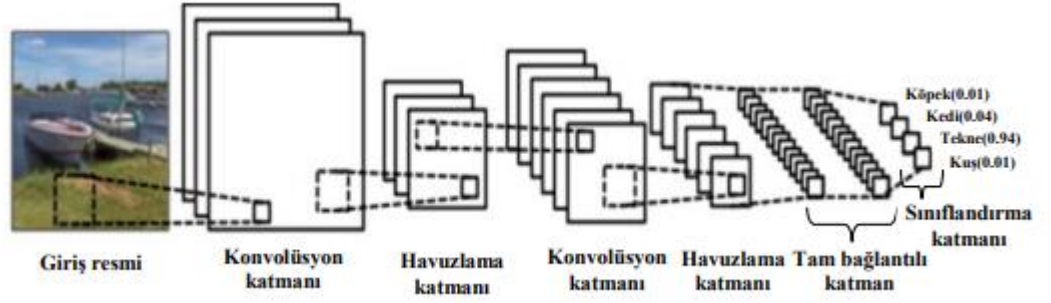 Köpek(0.01)
Kedi(0.04)
Tekne(0.94)
Kuş(0.01)
Sınıflandırma
katmanı
Giriş resmi
Konvolüsyon
katmanı
Havuzlama
katmanı
Konvolüsyon
katmanı
Havuzlama
katmanı
Tam bağlantılı
katman